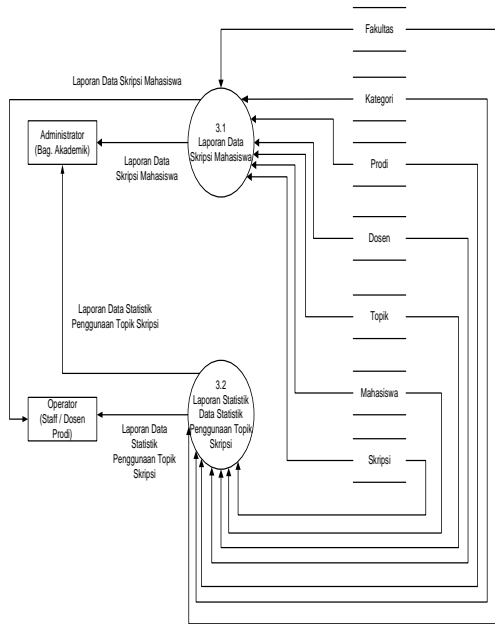 Fakultas
Laporan Data Skripsi Mahasiswa
Kategori
3.1
Laporan Data
Skripsi Mahasiswa
Administrator
(Bag. Akademik)
Laporan Data
Skripsi Mahasiswa
Prodi
Dosen
Topik
Laporan Data Statistik
Penggunaan Topik Skripsi
3.2
Laporan Statistik
Data Statistik
Penggunaan Topik
Skripsi
Mahasiswa
Operator
(Staff / Dosen
Prodi)
Laporan Data
Statistik
Penggunaan Topik
Skripsi
Skripsi